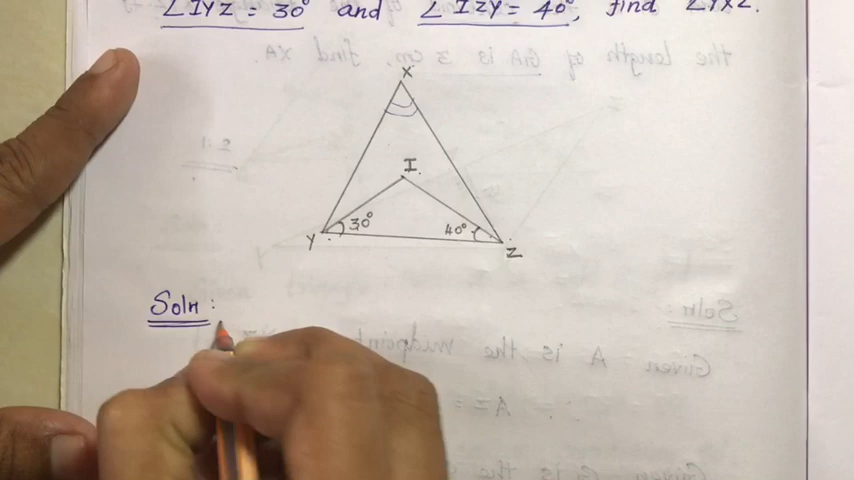 ∠IYZ = 30° and ∠IZY = 40°, find ∠YXZ.
X
I
30°
40°
Y
Z
Soln: